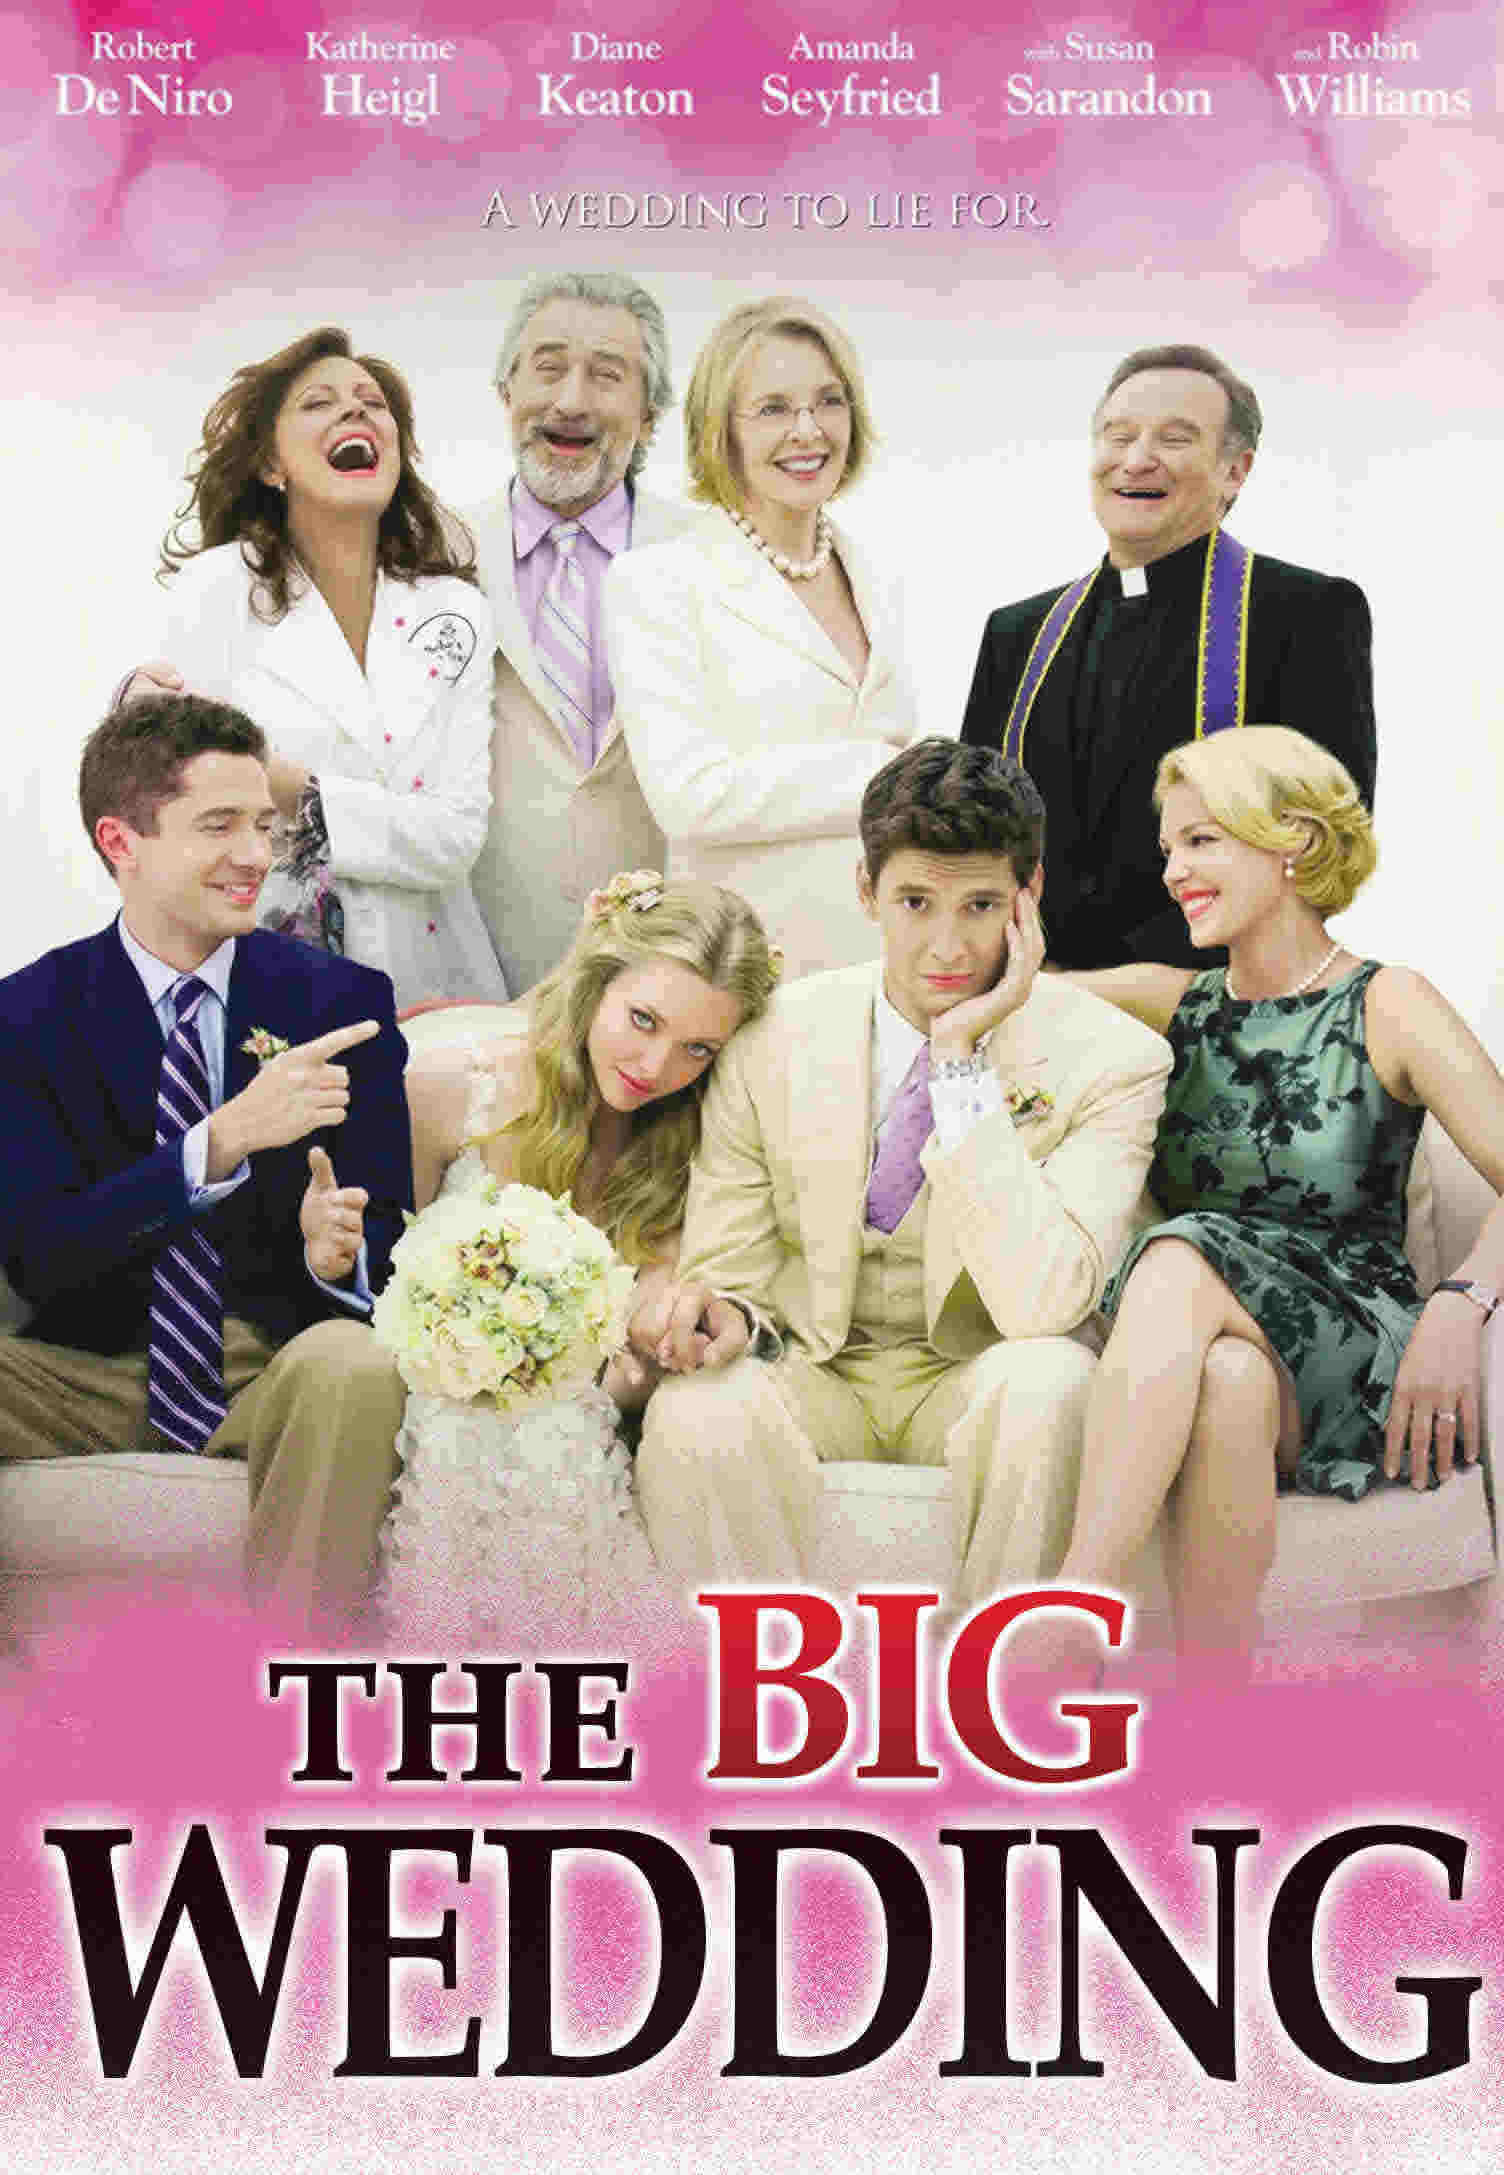 Robert Katherine Diane Amanda with Susan and Robin
De Niro Heigl Keaton Seyfried Sarandon Williams
A WEDDING TO LIE FOR.
THE BIG
WEDDING